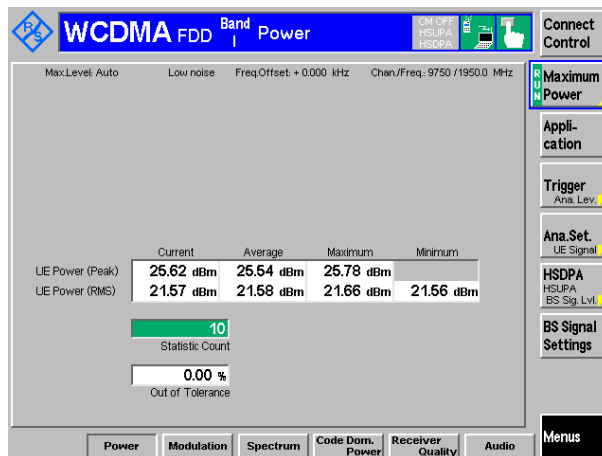 R&S
WCDMA FDD Band I Power
CM OFF
HSUPA
HSDPA
Connect Control
Max.Level: Auto Low noise Freq.Offset: + 0.000 kHz Chan./Freq.: 9750 / 1950.0 MHz
RUN
Maximum Power
Appli-
cation
Trigger
Ana. Lev.
Ana.Set.
UE Signal
Current Average Maximum Minimum
UE Power (Peak) 25.62 dBm 25.54 dBm 25.78 dBm
UE Power (RMS) 21.57 dBm 21.58 dBm 21.66 dBm 21.56 dBm
HSDPA
HSUPA
BS Sig. Lvl.
10
Statistic Count
BS Signal
Settings
0.00 %
Out of Tolerance
Power Modulation Spectrum Code Dom. Power Receiver Quality Audio
Menus